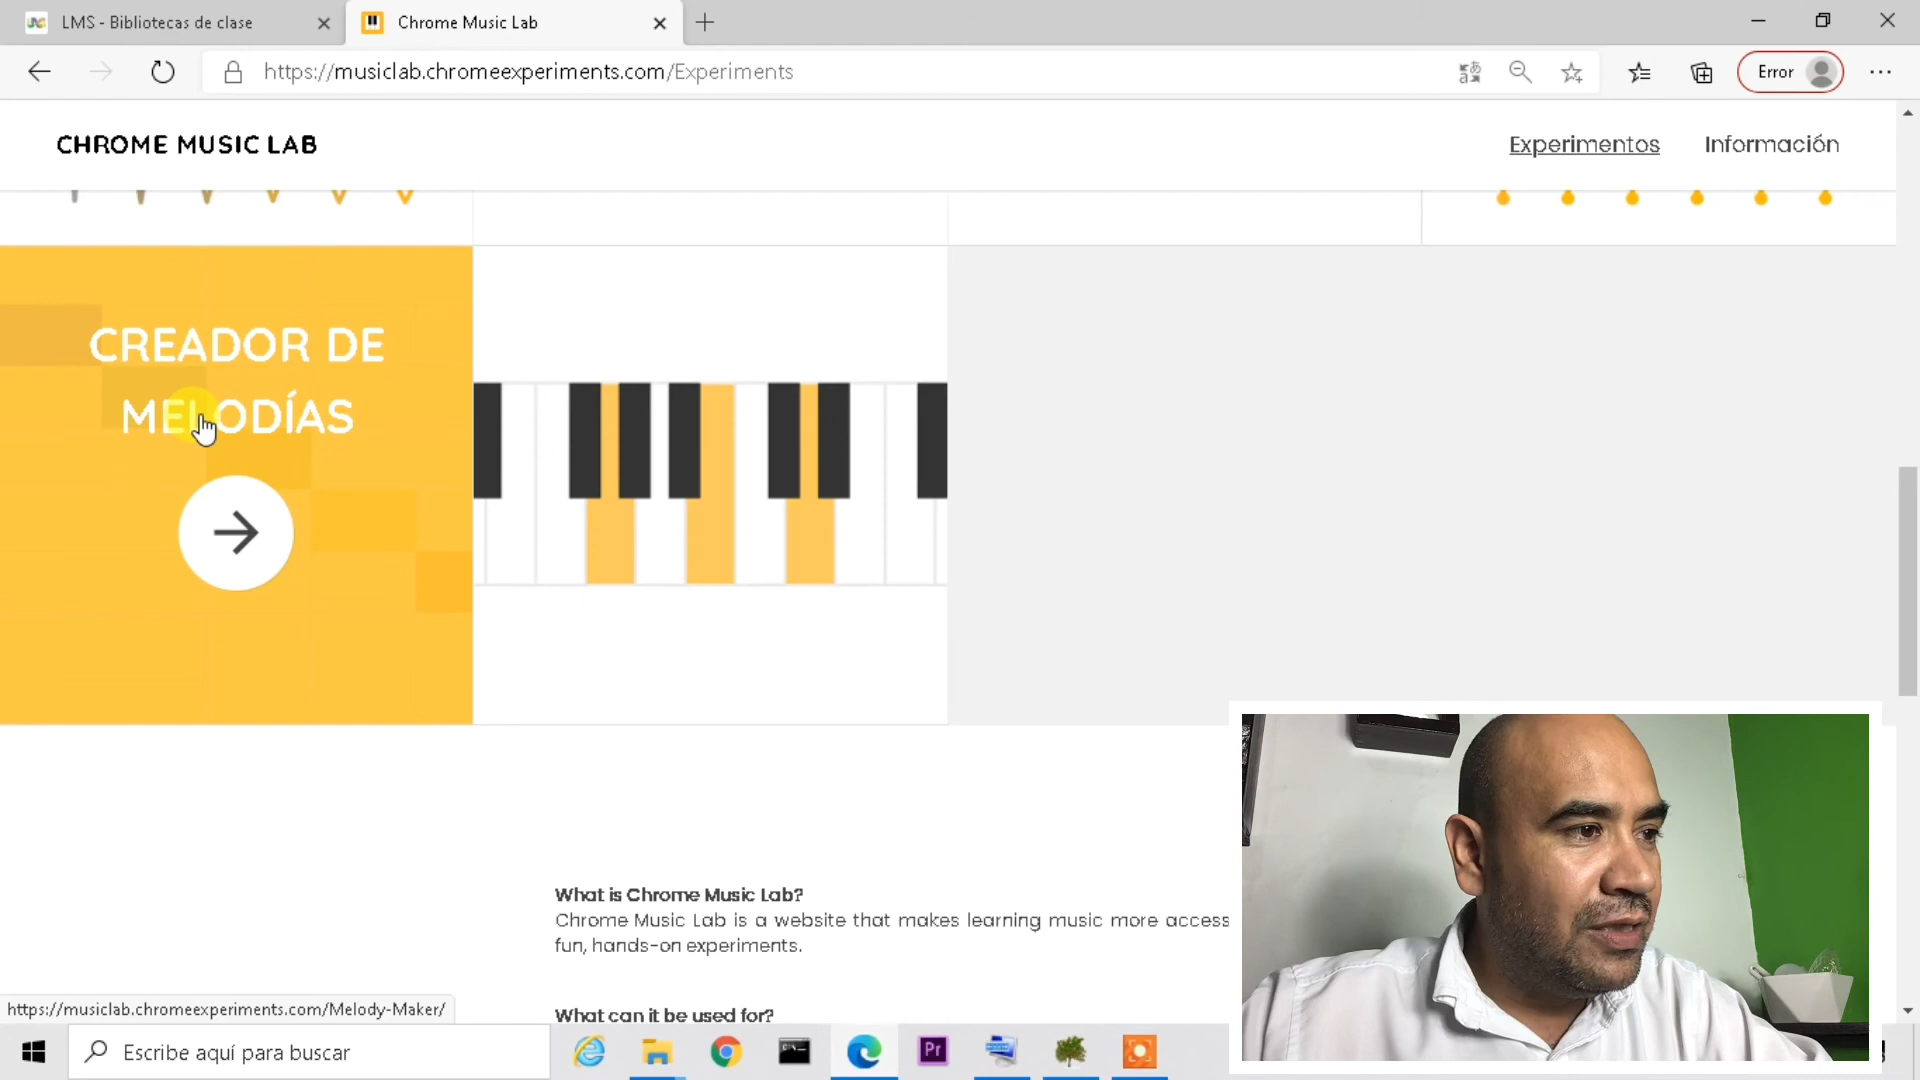 LMS - Bibliotecas de clase
Chrome Music Lab
https://musiclab.chromeexperiments.com/Experiments
Error
CHROME MUSIC LAB
Experimentos
Información
CREADOR DE
MELODÍAS
What is Chrome Music Lab?
Chrome Music Lab is a website that makes learning music more access
fun, hands-on experiments.
What can it be used for?
https://musiclab.chromeexperiments.com/Melody-Maker/
Escribe aquí para buscar
Pr